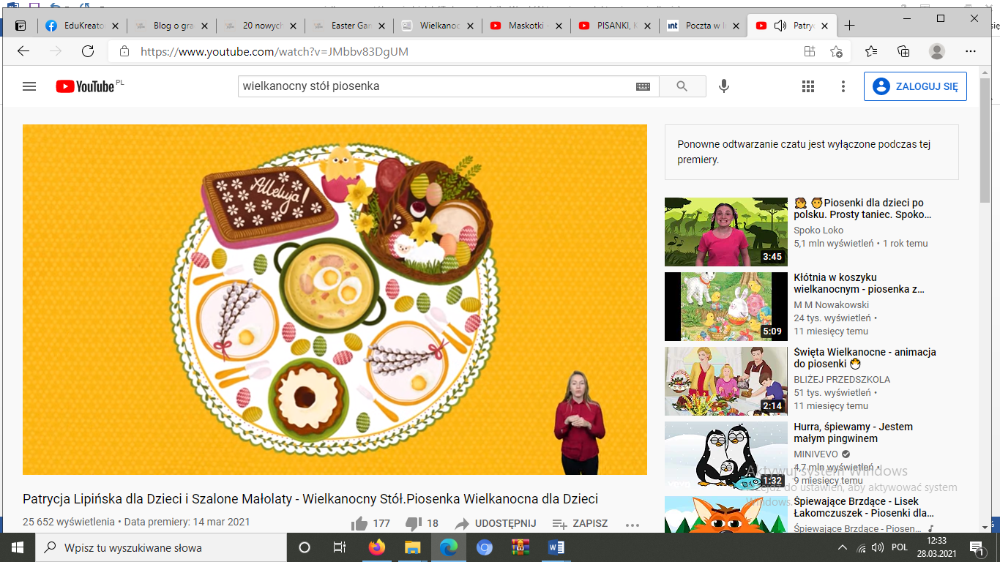 EduKreato
Blog o gra
20 nowych
Easter Gan
Wielkanoc
Maskotki -
PISANKI, K
int
Poczta w I
Patryc
https://www.youtube.com/watch?v=JMbbv83DgUM
YouTube PL
wielkanocny stół piosenka
ZALOGUJ SIĘ
Alleluja!
Ponowne odtwarzanie czatu jest wyłączone podczas tej
premiery.
Piosenki dla dzieci po
polsku. Prosty taniec. Spoko…
Spoko Loko
5,1 mln wyświetleń • 1 rok temu
3:45
Kłótnia w koszyku
wielkanocnym - piosenka z…
M M Nowakowski
24 tys. wyświetleń •
11 miesięcy temu
5:09
Święta Wielkanocne - animacja
do piosenki
BLIŻEJ PRZEDSZKOLA
51 tys. wyświetleń •
11 miesięcy temu
2:14
Hurra, śpiewamy - Jestem
małym pingwinem
MINIVEVO
4,7 mln wyświetleń •
9 miesięcy temu
vevo
1:32
Aktywuj system Windows
Przejdź do ustawień, aby aktywować system
Windows.
Śpiewające Brzdące - Lisek
Łakomczuszek - Piosenki dla…
Śpiewające Brzdące - Piosen…
Patrycja Lipińska dla Dzieci i Szalone Małolaty - Wielkanocny Stół.Piosenka Wielkanocna dla Dzieci
25 652 wyświetlenia • Data premiery: 14 mar 2021
177
18
UDOSTĘPNIJ
ZAPISZ
Wpisz tu wyszukiwane słowa
POL
12:33
28.03.2021
1